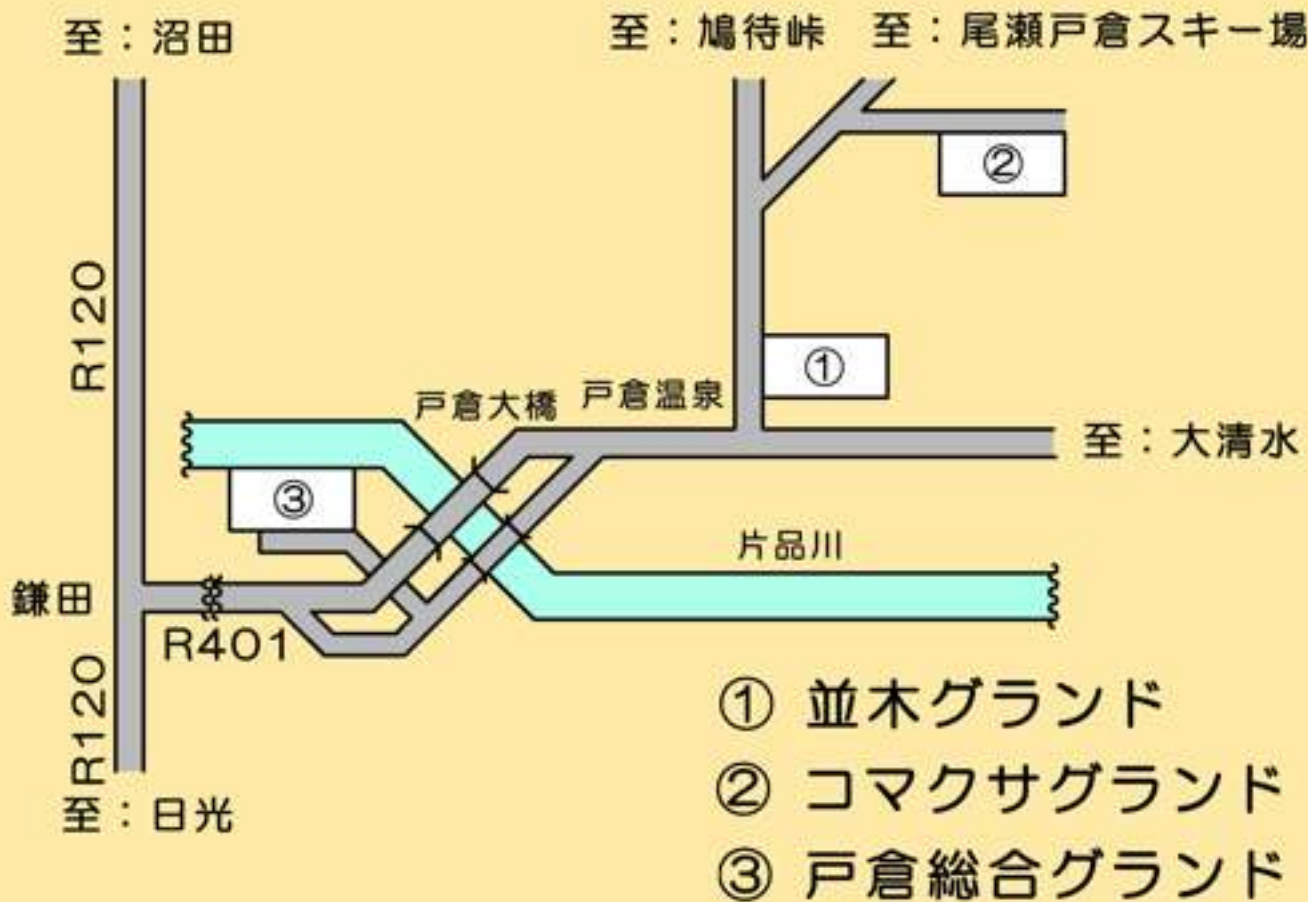 至：沼田
至：鳩待峠
至：尾瀬戸倉スキー場
②
R120
①
戸倉大橋
戸倉温泉
至：大清水
③
片品川
鎌田
R401
R120
至：日光
① 並木グランド
② コマクサグランド
③ 戸倉総合グランド